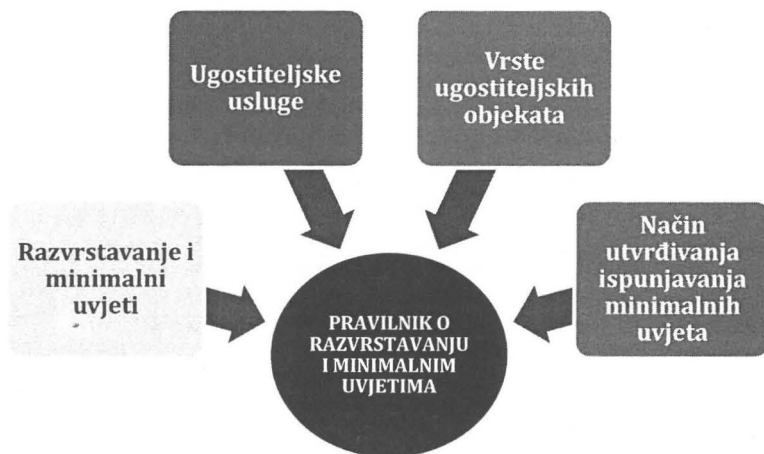 Ugostiteljske
usluge
Vrste
ugostiteljskih
objekata
Razvrstavanje i
minimalni
uvjeti
Način
utvrđivanja
ispunjavanja
minimalnih
uvjeta
PRAVILNIK O
RAZVRSTAVANJU
I MINIMALNIM
UVJETIMA